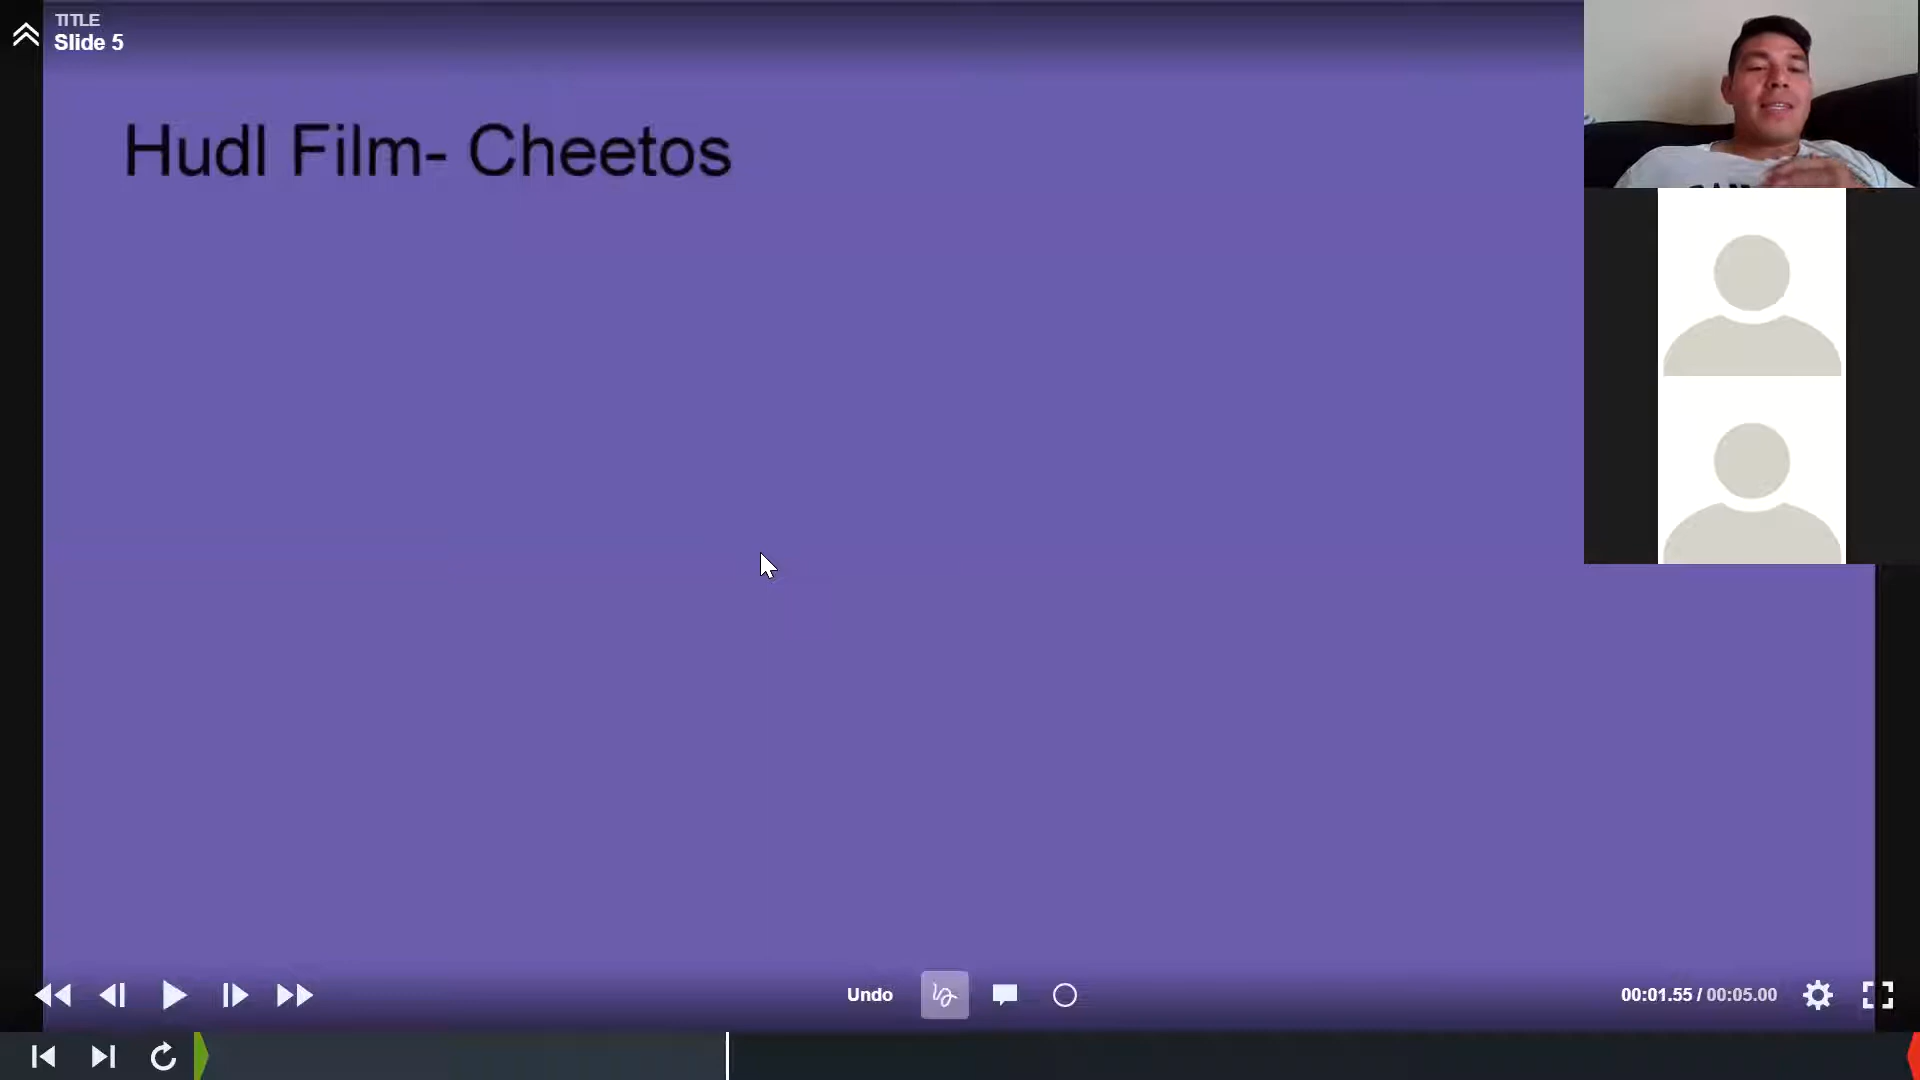 TITLE
Slide 5
Hudl Film- Cheetos
Undo
00:01.55 / 00:05.00